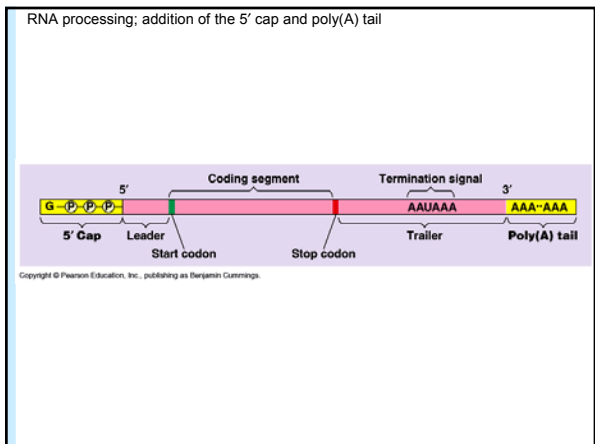 RNA processing; addition of the 5′ cap and poly(A) tail
Coding segment
Termination signal
5′
3′
G-P-P-P
AAUAAA
AAA··AAA
5′ Cap
Leader
Trailer
Poly(A) tail
Start codon
Stop codon
Copyright © Pearson Education, Inc., publishing as Benjamin Cummings.